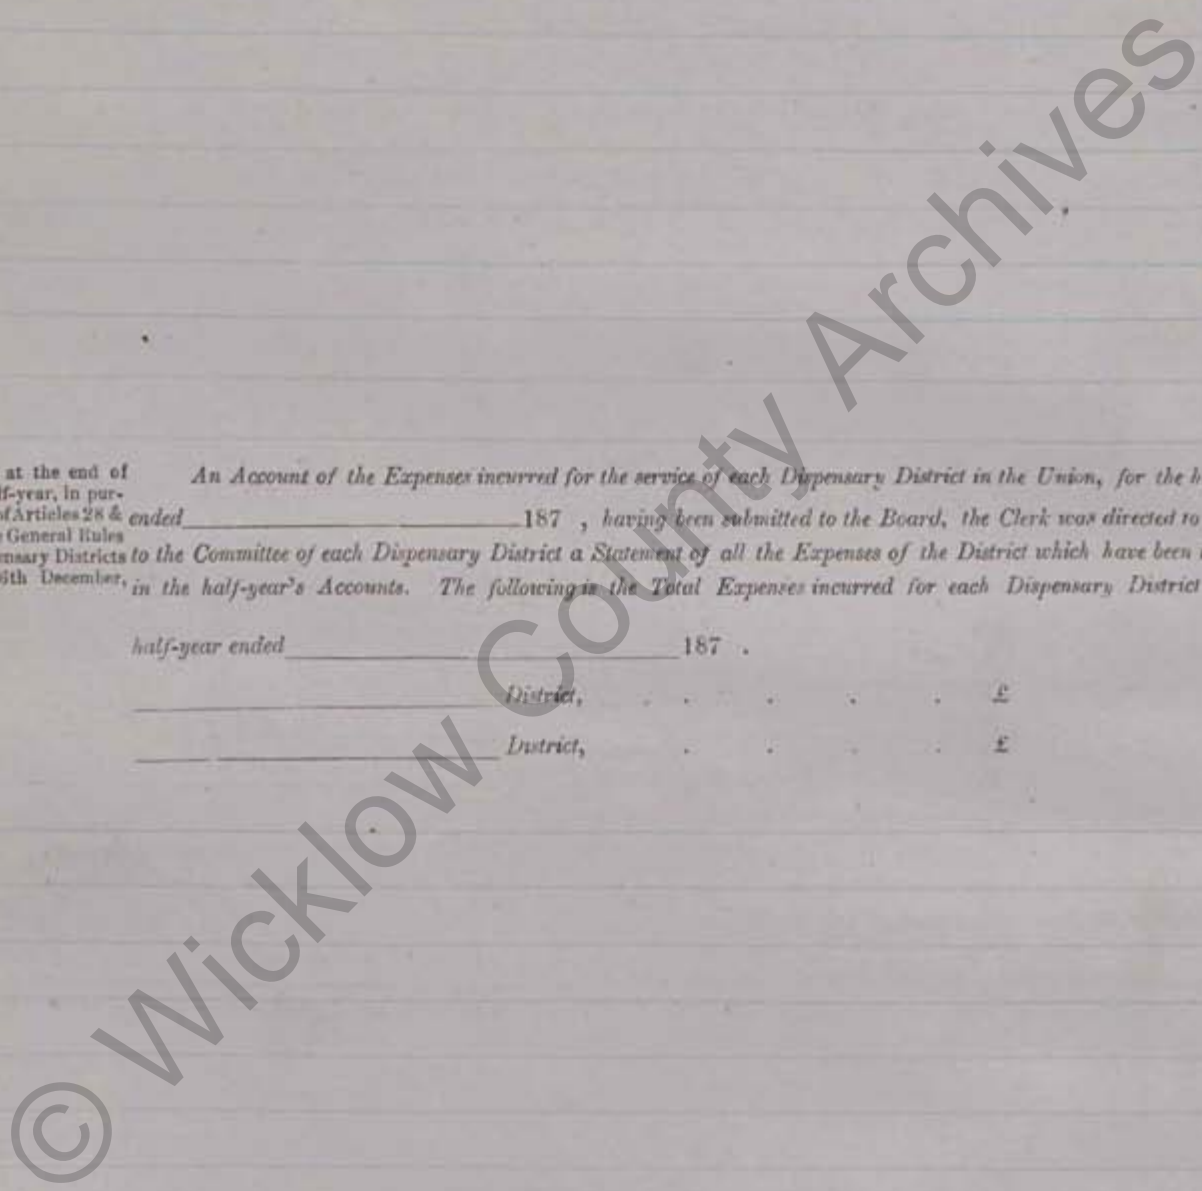 at the end of
lf-year, in pur-
of Articles 28 &
General Rules
ensary Districts
6th December,
An Account of the Expenses incurred for the service of each Dispensary District in the Union, for the h
ended 187 , having been submitted to the Board, the Clerk was directed to
to the Committee of each Dispensary District a Statement of all the Expenses of the District which have been
in the half-year's Accounts. The following is the Total Expenses incurred for each Dispensary District
half-year ended 187 .
District, . . . . £
District, . . . . £
© Wicklow County Archives